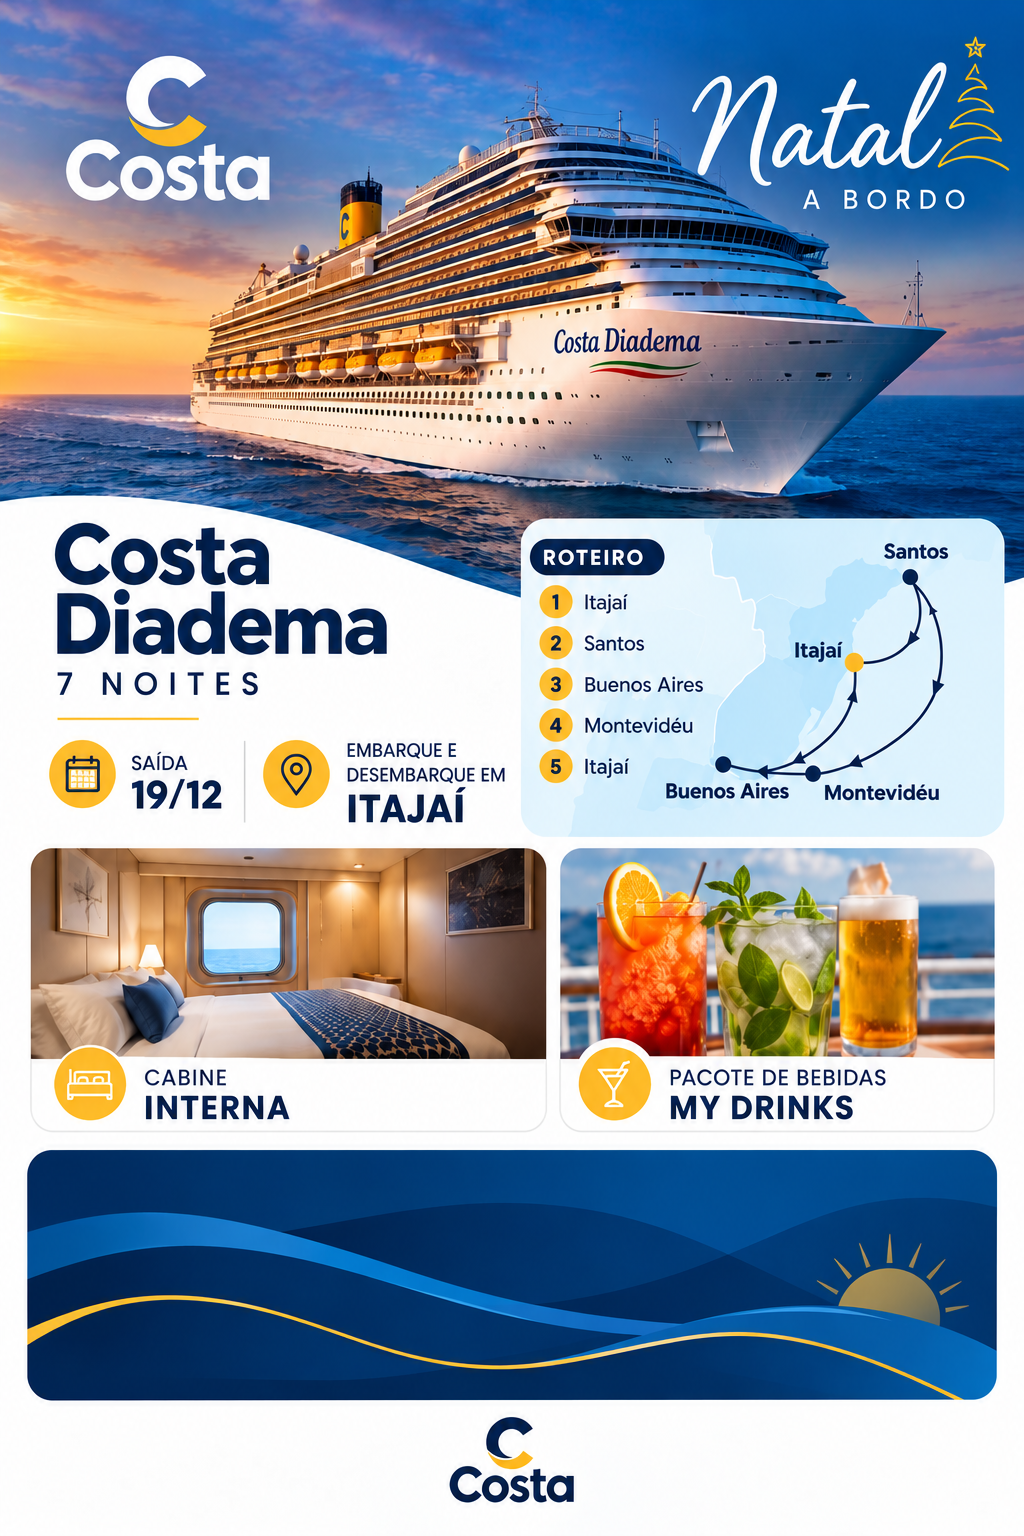 Costa
Natal
A BORDO
Costa Diadema
Costa
Diadema
7 NOITES
SAÍDA
19/12
EMBARQUE E
DESEMBARQUE EM
ITAJAÍ
ROTEIRO
1 Itajaí
2 Santos
3 Buenos Aires
4 Montevidéu
5 Itajaí
Santos
Itajaí
Buenos Aires
Montevidéu
CABINE
INTERNA
PACOTE DE BEBIDAS
MY DRINKS
Costa